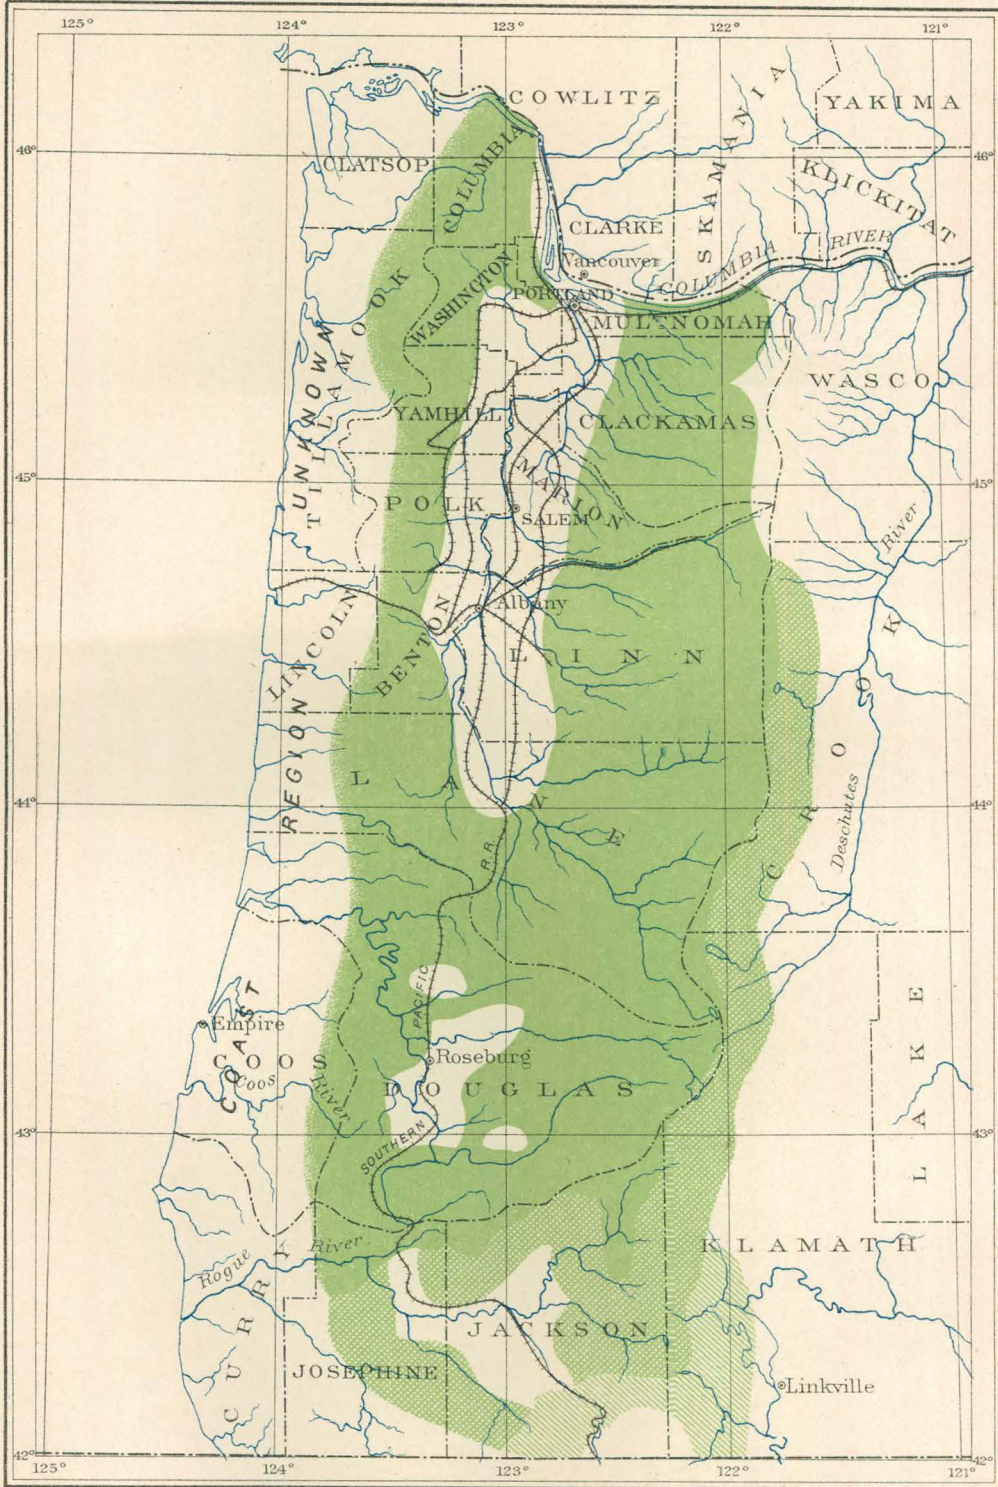 125° 124° 123° 122° 121°
COWLITZ
YAKIMA
SKAMANIA
46° 46°
CLATSOP
COLUMBIA
KLICKITAT
CLARKE
RIVER
COLUMBIA
Vancouver
WASHINGTON
PORTLAND
TILLAMOOK
MULTNOMAH
UNKNOWN
WASCO
YAMHILL
CLACKAMAS
45° 45°
MARION
POLK
SALEM
River
Albany
LINCOLN
BENTON
LINN
CROOK
REGION
LANE
44° 44°
Deschutes
R.R.
PACIFIC
LAKE
COAST
Empire
Roseburg
COOS
Coos
River
DOUGLAS
43° 43°
SOUTHERN
KLAMATH
Rogue
River
CURRY
JACKSON
JOSEPHINE
Linkville
42° 42°
125° 124° 123° 122° 121°